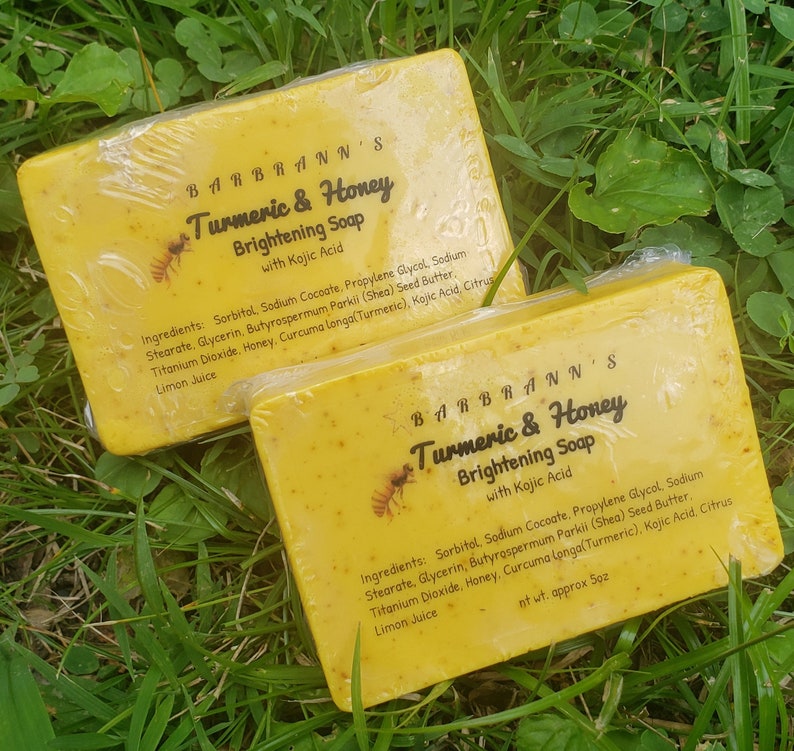 BARBRANN'S
Turmeric & Honey
Brightening Soap
with Kojic Acid
Ingredients: Sorbitol, Sodium Cocoate, Propylene Glycol, Sodium
Stearate, Glycerin, Butyrospermum Parkii (Shea) Seed Butter,
Titanium Dioxide, Honey, Curcuma longa(Turmeric), Kojic Acid, Citrus
Limon Juice
BARBRANN'S
Turmeric & Honey
Brightening Soap
with Kojic Acid
Ingredients: Sorbitol, Sodium Cocoate, Propylene Glycol, Sodium
Stearate, Glycerin, Butyrospermum Parkii (Shea) Seed Butter,
Titanium Dioxide, Honey, Curcuma longa(Turmeric), Kojic Acid, Citrus
Limon Juice
nt wt. approx 5oz